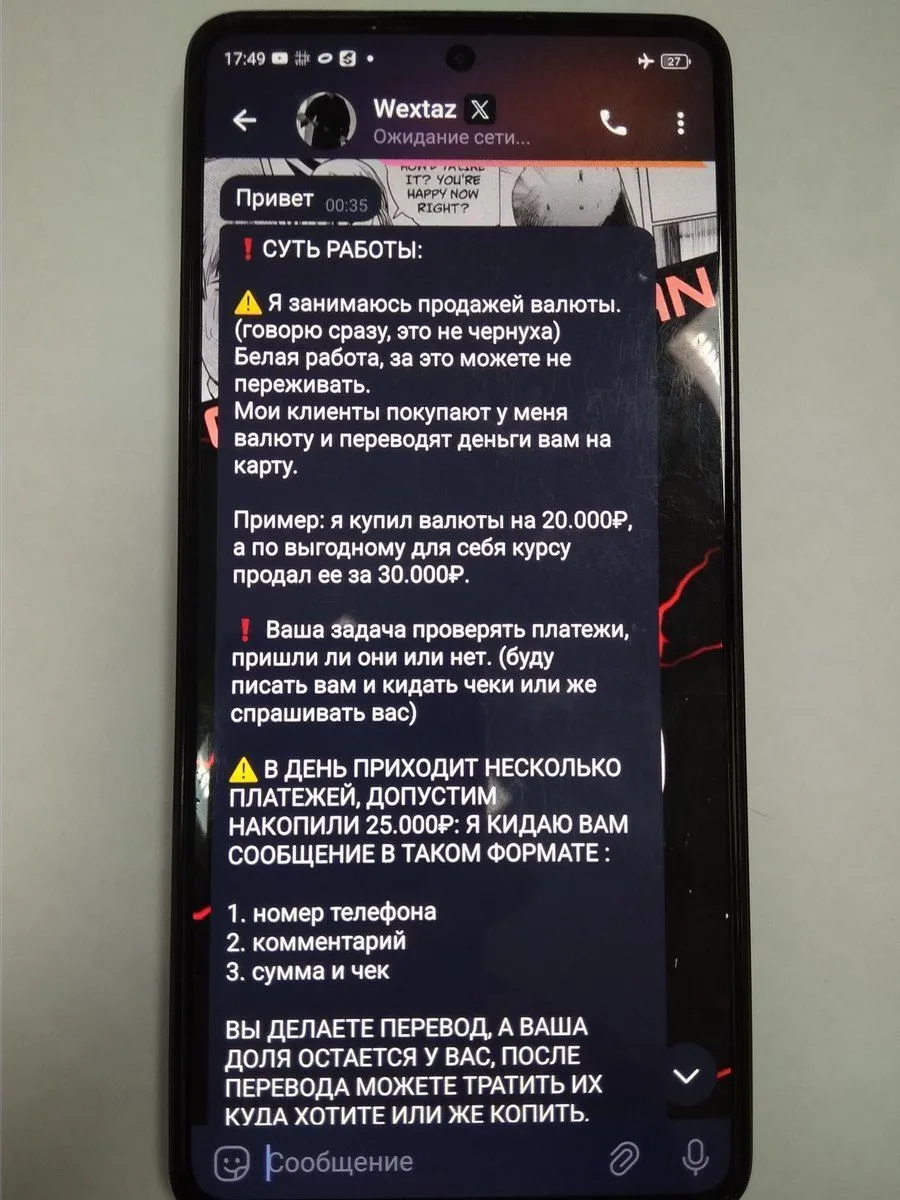 17:49
27
Wextaz X
Ожидание сети...
HOW'D YA LIKE
IT? YOU'RE
HAPPY NOW
RIGHT?
Привет 00:35
❗ СУТЬ РАБОТЫ:
⚠️ Я занимаюсь продажей валюты.
(говорю сразу, это не чернуха)
Белая работа, за это можете не
переживать.
Мои клиенты покупают у меня
валюту и переводят деньги вам на
карту.
Пример: я купил валюты на 20.000₽,
а по выгодному для себя курсу
продал ее за 30.000₽.
❗ Ваша задача проверять платежи,
пришли ли они или нет. (буду
писать вам и кидать чеки или же
спрашивать вас)
⚠️ В ДЕНЬ ПРИХОДИТ НЕСКОЛЬКО
ПЛАТЕЖЕЙ, ДОПУСТИМ
НАКОПИЛИ 25.000₽: Я КИДАЮ ВАМ
СООБЩЕНИЕ В ТАКОМ ФОРМАТЕ :
1. номер телефона
2. комментарий
3. сумма и чек
ВЫ ДЕЛАЕТЕ ПЕРЕВОД, А ВАША
ДОЛЯ ОСТАЕТСЯ У ВАС, ПОСЛЕ
ПЕРЕВОДА МОЖЕТЕ ТРАТИТЬ ИХ
КУДА ХОТИТЕ ИЛИ ЖЕ КОПИТЬ.
Сообщение